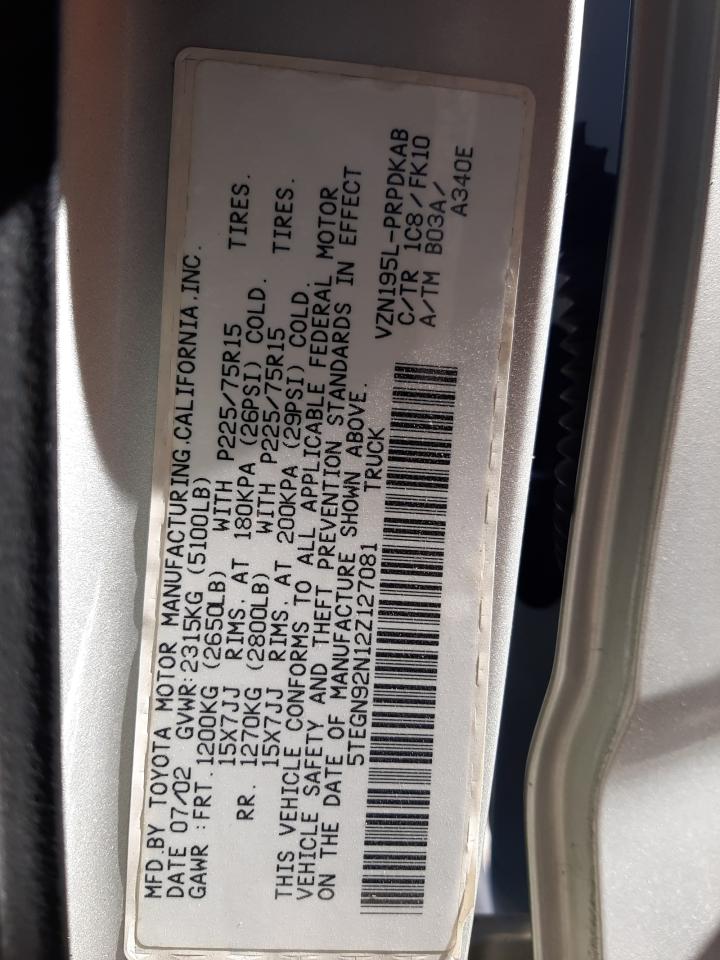 MFD.BY TOYOTA MOTOR MANUFACTURING.CALIFORNIA.INC.
DATE 07/02 GVWR:2315KG (5100LB)
GAWR :FRT.1200KG (2650LB) WITH P225/75R15 TIRES.
15X7JJ RIMS. AT 180KPA (26PSI) COLD.
RR. 1270KG (2800LB) WITH P225/75R15 TIRES.
15X7JJ RIMS. AT 200KPA (29PSI) COLD.
THIS VEHICLE CONFORMS TO ALL APPLICABLE FEDERAL MOTOR
VEHICLE SAFETY AND THEFT PREVENTION STANDARDS IN EFFECT
ON THE DATE OF MANUFACTURE SHOWN ABOVE.
5TEGN92N12Z127081 TRUCK
VZN195L-PRPDKAB
C/TR 1C8/FK10
A/TM B03A/
A340E